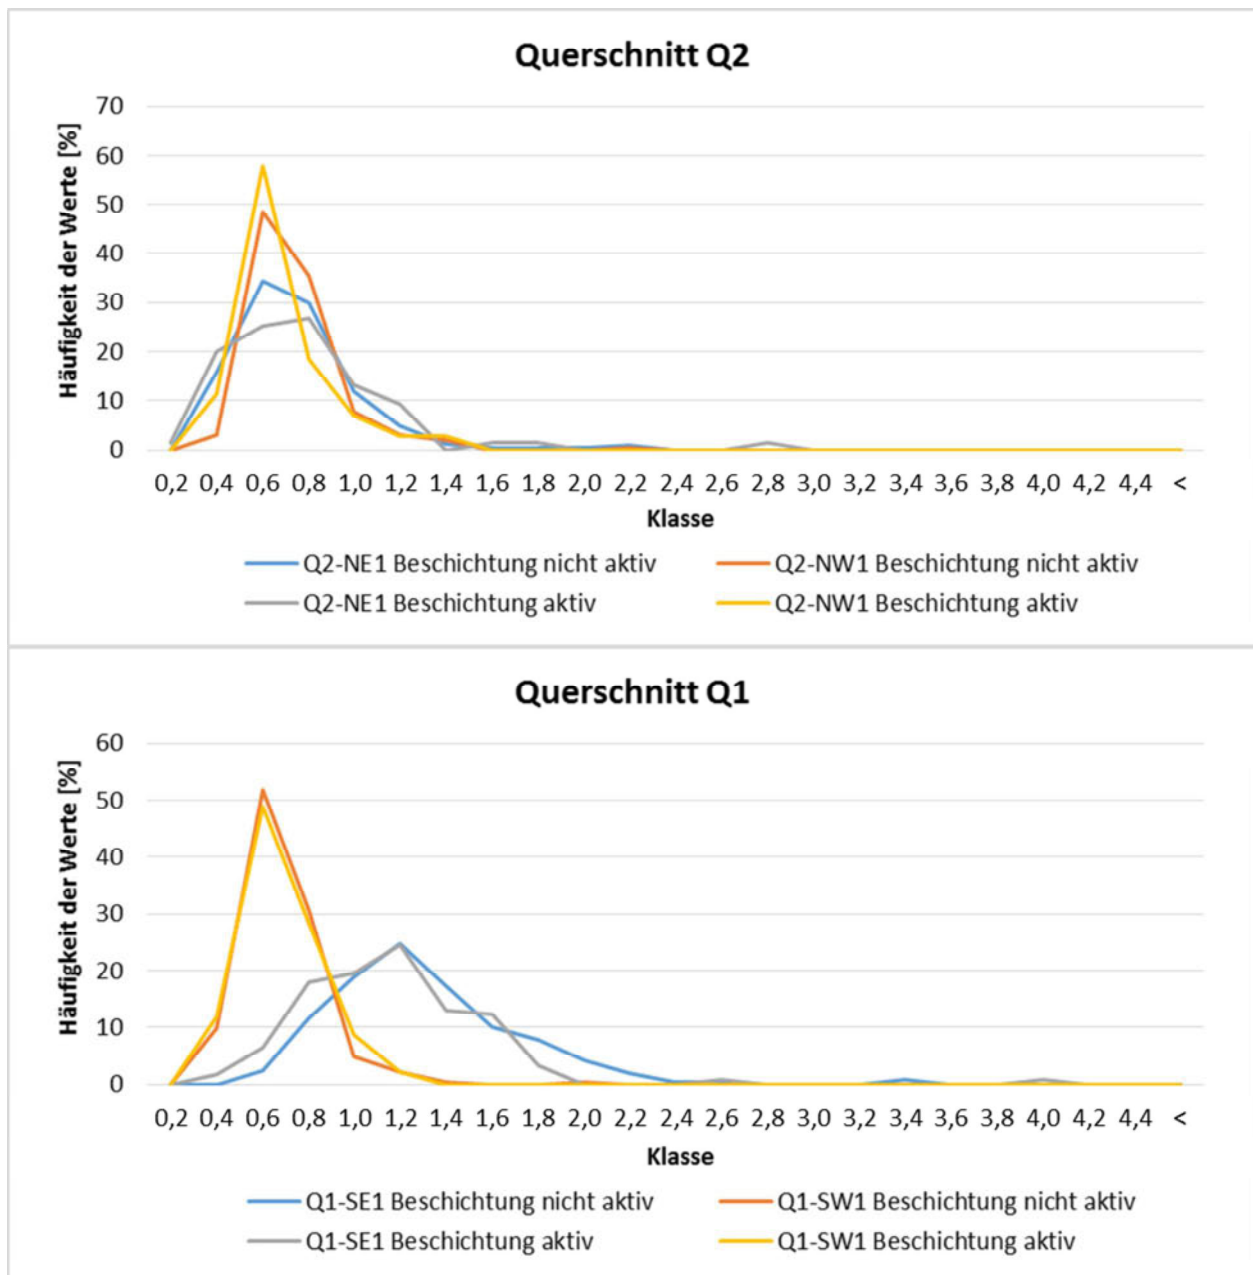 Querschnitt Q2
Häufigkeit der Werte [%]
70
60
50
40
30
20
10
0
0,2 0,4 0,6 0,8 1,0 1,2 1,4 1,6 1,8 2,0 2,2 2,4 2,6 2,8 3,0 3,2 3,4 3,6 3,8 4,0 4,2 4,4 <
Klasse
Q2-NE1 Beschichtung nicht aktiv Q2-NW1 Beschichtung nicht aktiv
Q2-NE1 Beschichtung aktiv Q2-NW1 Beschichtung aktiv
Querschnitt Q1
Häufigkeit der Werte [%]
60
50
40
30
20
10
0
0,2 0,4 0,6 0,8 1,0 1,2 1,4 1,6 1,8 2,0 2,2 2,4 2,6 2,8 3,0 3,2 3,4 3,6 3,8 4,0 4,2 4,4 <
Klasse
Q1-SE1 Beschichtung nicht aktiv Q1-SW1 Beschichtung nicht aktiv
Q1-SE1 Beschichtung aktiv Q1-SW1 Beschichtung aktiv